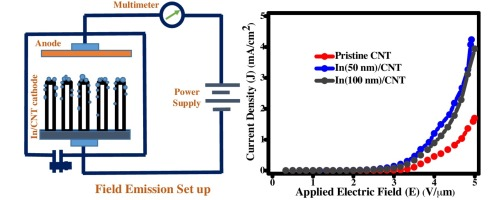 Multimeter
Anode
In/CNT cathode
Power
Supply
Field Emission Set up
Current Density (J) (mA/cm²)
5
4
3
2
1
0
Pristine CNT
In(50 nm)/CNT
In(100 nm)/CNT
0 1 2 3 4 5
Applied Electric Field (E) (V/μm)